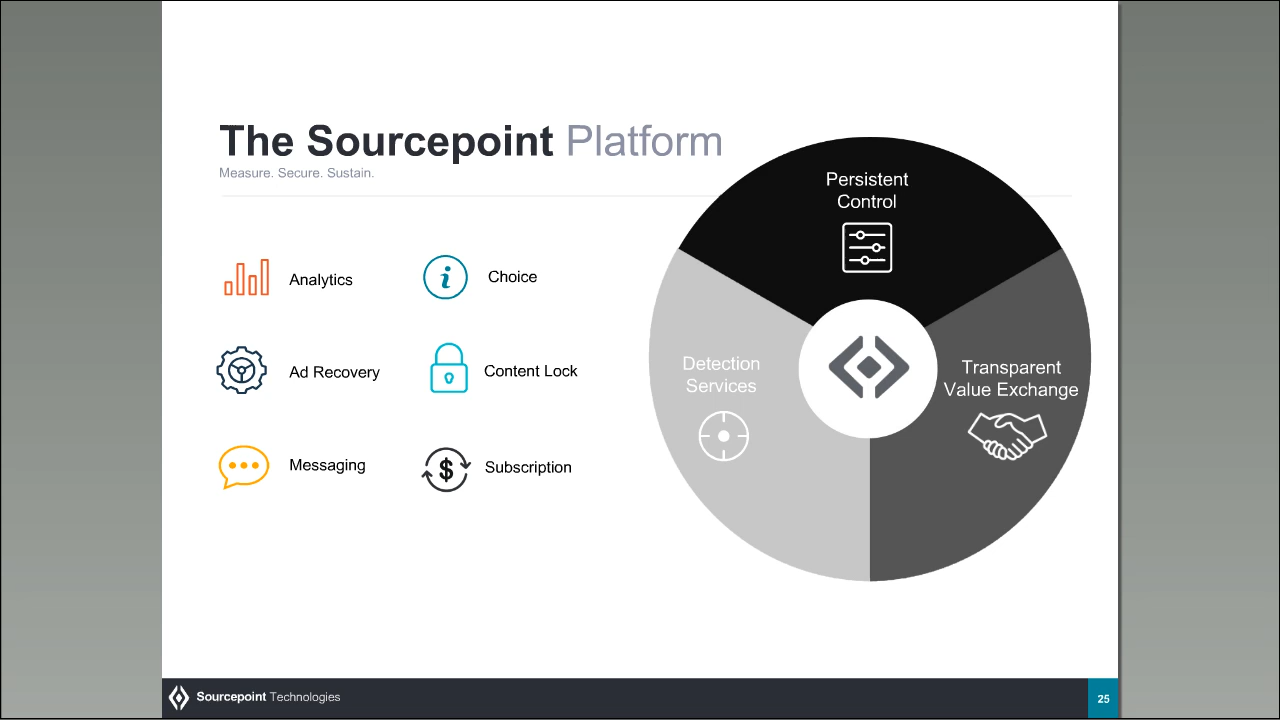 The Sourcepoint Platform
Measure. Secure. Sustain.
Analytics
Choice
Ad Recovery
Content Lock
Messaging
$
Subscription
Persistent
Control
Detection
Services
Transparent
Value Exchange
Sourcepoint Technologies
25